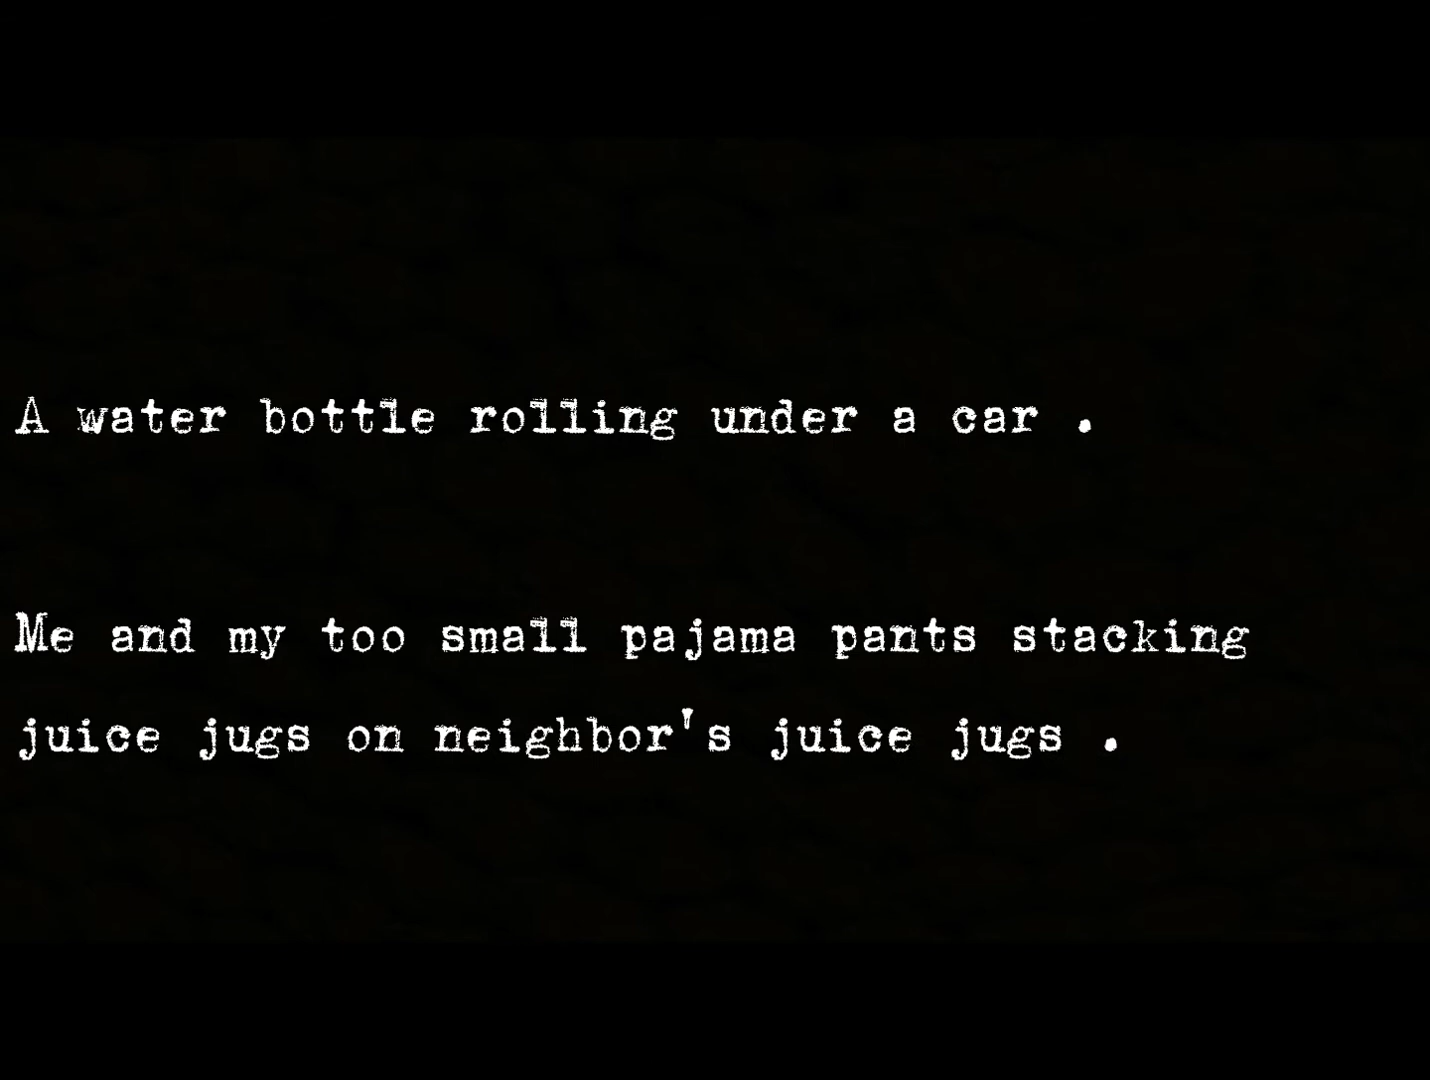 A water bottle rolling under a car .
Me and my too small pajama pants stacking
juice jugs on neighbor's juice jugs .